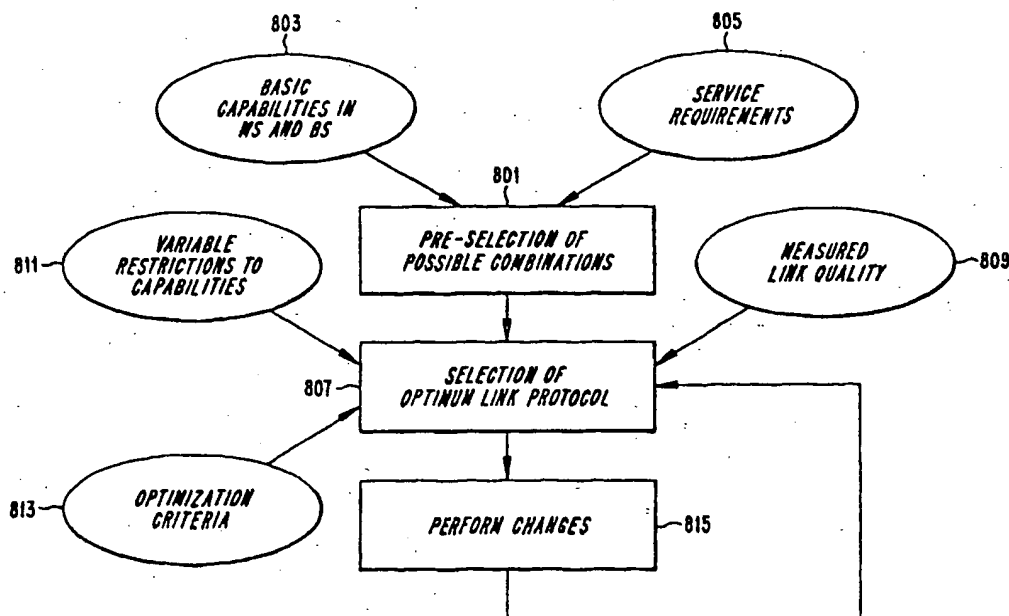 803
805
BASIC
CAPABILITIES IN
MS AND BS
SERVICE
REQUIREMENTS
801
PRE-SELECTION OF
POSSIBLE COMBINATIONS
811
VARIABLE
RESTRICTIONS TO
CAPABILITIES
MEASURED
LINK QUALITY
809
807
SELECTION OF
OPTIMUM LINK PROTOCOL
813
OPTIMIZATION
CRITERIA
PERFORM CHANGES
815